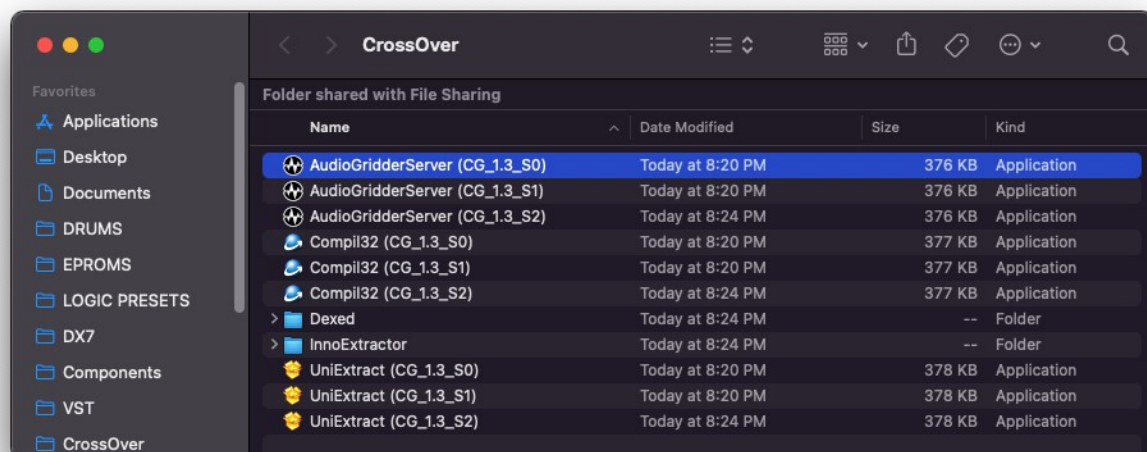 CrossOver
Favorites
Applications
Desktop
Documents
DRUMS
EPROMS
LOGIC PRESETS
DX7
Components
VST
CrossOver
Folder shared with File Sharing
Name Date Modified Size Kind
AudioGridderServer (CG_1.3_S0) Today at 8:20 PM 376 KB Application
AudioGridderServer (CG_1.3_S1) Today at 8:20 PM 376 KB Application
AudioGridderServer (CG_1.3_S2) Today at 8:24 PM 376 KB Application
Compil32 (CG_1.3_S0) Today at 8:20 PM 377 KB Application
Compil32 (CG_1.3_S1) Today at 8:20 PM 377 KB Application
Compil32 (CG_1.3_S2) Today at 8:24 PM 377 KB Application
Dexed Today at 8:24 PM -- Folder
InnoExtractor Today at 8:24 PM -- Folder
UniExtract (CG_1.3_S0) Today at 8:20 PM 378 KB Application
UniExtract (CG_1.3_S1) Today at 8:20 PM 378 KB Application
UniExtract (CG_1.3_S2) Today at 8:24 PM 378 KB Application